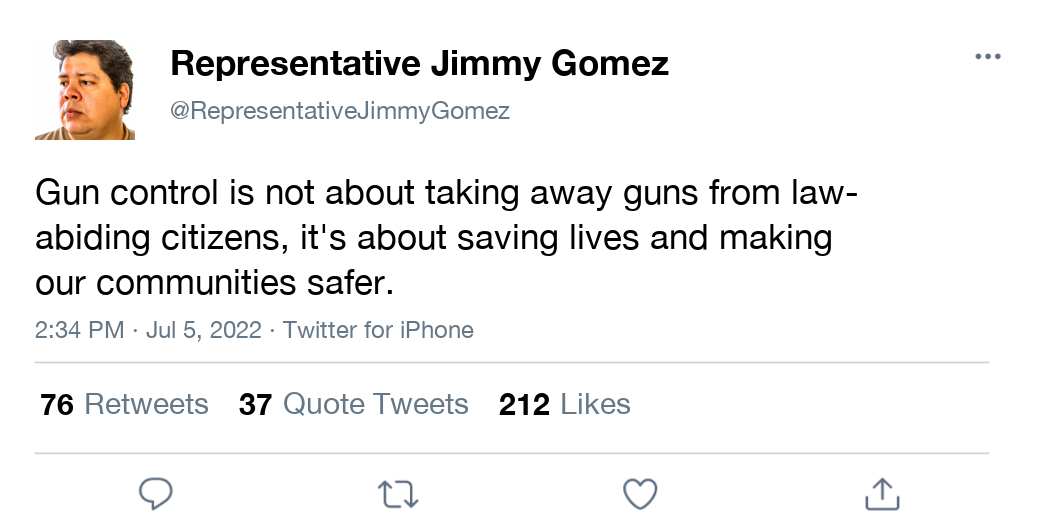 Representative Jimmy Gomez
@RepresentativeJimmyGomez
Gun control is not about taking away guns from law-
abiding citizens, it's about saving lives and making
our communities safer.
2:34 PM · Jul 5, 2022 · Twitter for iPhone
76 Retweets 37 Quote Tweets 212 Likes